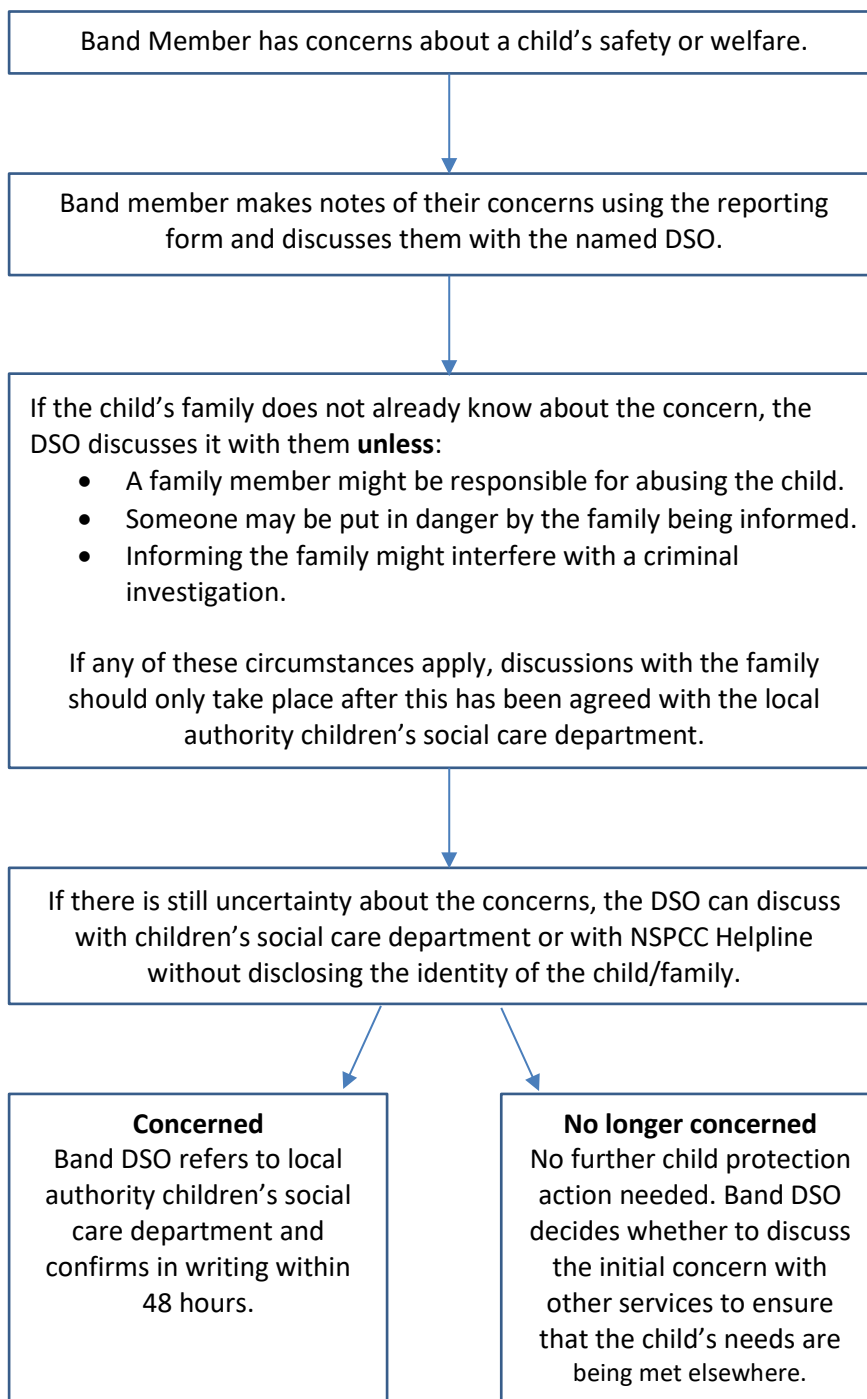 Band Member has concerns about a child’s safety or welfare.
Band member makes notes of their concerns using the reporting
form and discusses them with the named DSO.
If the child’s family does not already know about the concern, the
DSO discusses it with them unless:
• A family member might be responsible for abusing the child.
• Someone may be put in danger by the family being informed.
• Informing the family might interfere with a criminal
investigation.
If any of these circumstances apply, discussions with the family
should only take place after this has been agreed with the local
authority children’s social care department.
If there is still uncertainty about the concerns, the DSO can discuss
with children’s social care department or with NSPCC Helpline
without disclosing the identity of the child/family.
Concerned
Band DSO refers to local
authority children’s social
care department and
confirms in writing within
48 hours.
No longer concerned
No further child protection
action needed. Band DSO
decides whether to discuss
the initial concern with
other services to ensure
that the child’s needs are
being met elsewhere.